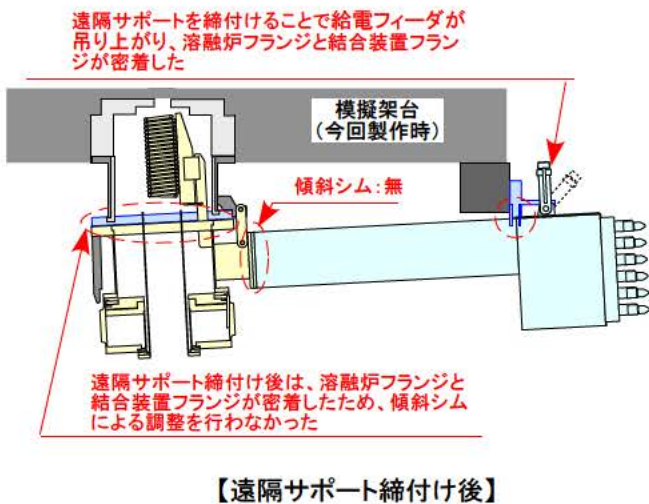 遠隔サポートを締付けることで給電フィーダが
吊り上がり、溶融炉フランジと結合装置フラン
ジが密着した
模擬架台
(今回製作時)
傾斜シム:無
遠隔サポート締付け後は、溶融炉フランジと
結合装置フランジが密着したため、傾斜シム
による調整を行わなかった
【遠隔サポート締付け後】